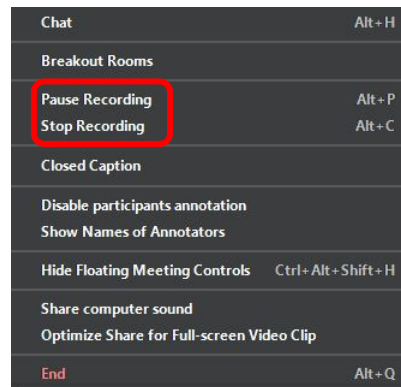 Chat Alt+H
Breakout Rooms
Pause Recording Alt+P
Stop Recording Alt+C
Closed Caption
Disable participants annotation
Show Names of Annotators
Hide Floating Meeting Controls Ctrl+Alt+Shift+H
Share computer sound
Optimize Share for Full-screen Video Clip
End Alt+Q